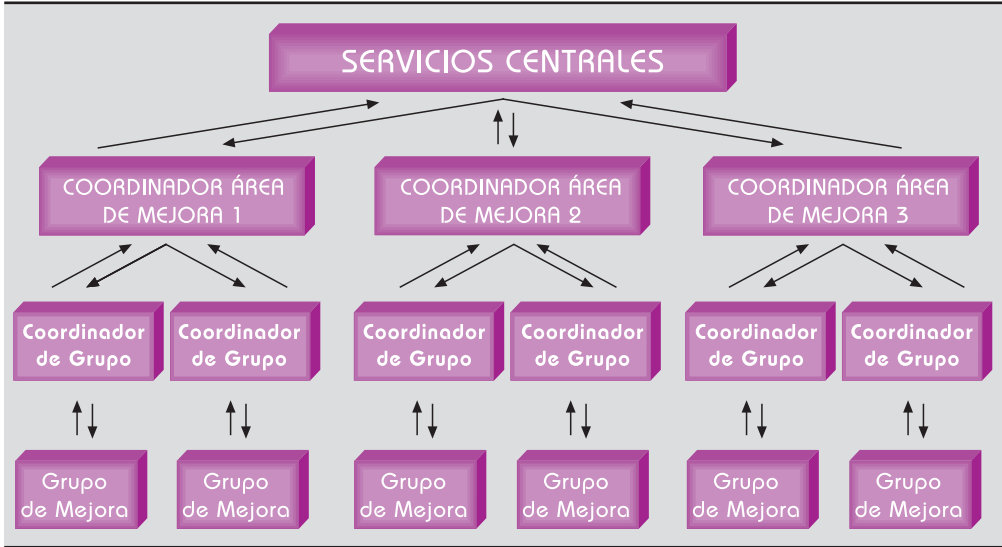 SERVICIOS CENTRALES
COORDINADOR ÁREA
DE MEJORA 1
COORDINADOR ÁREA
DE MEJORA 2
COORDINADOR ÁREA
DE MEJORA 3
Coordinador
de Grupo
Coordinador
de Grupo
Coordinador
de Grupo
Coordinador
de Grupo
Coordinador
de Grupo
Coordinador
de Grupo
Grupo
de Mejora
Grupo
de Mejora
Grupo
de Mejora
Grupo
de Mejora
Grupo
de Mejora
Grupo
de Mejora